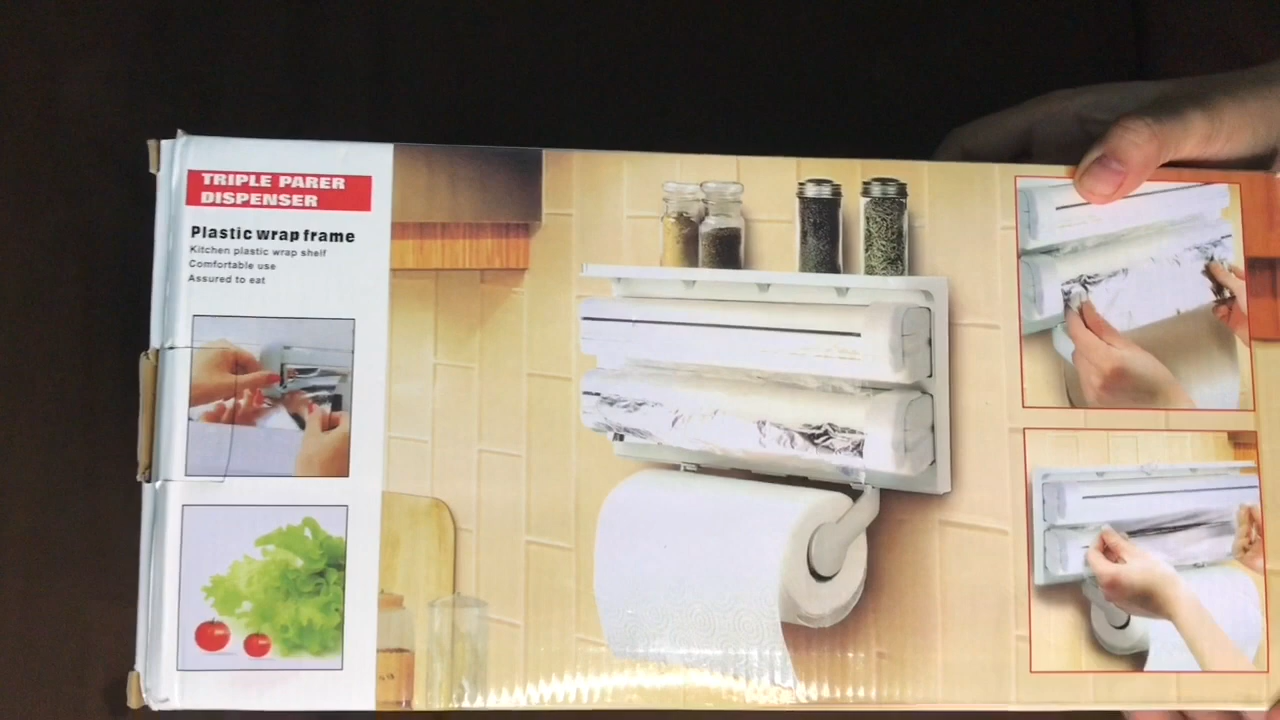 TRIPLE PARER
DISPENSER
Plastic wrap frame
Kitchen plastic wrap shelf
Comfortable use
Assured to eat